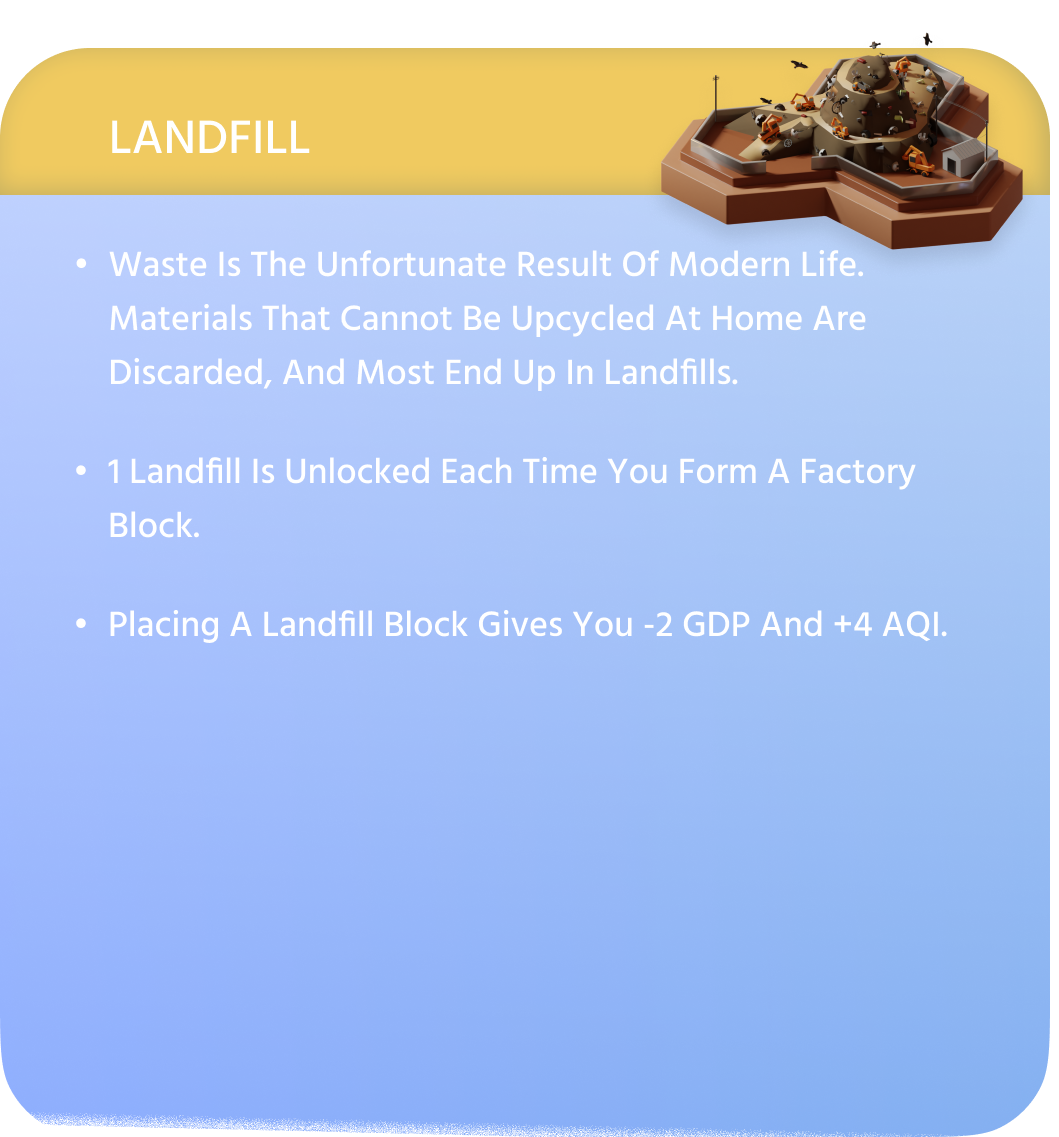 LANDFILL
• Waste Is The Unfortunate Result Of Modern Life.
Materials That Cannot Be Upcycled At Home Are
Discarded, And Most End Up In Landfills.
• 1 Landfill Is Unlocked Each Time You Form A Factory
Block.
• Placing A Landfill Block Gives You -2 GDP And +4 AQI.